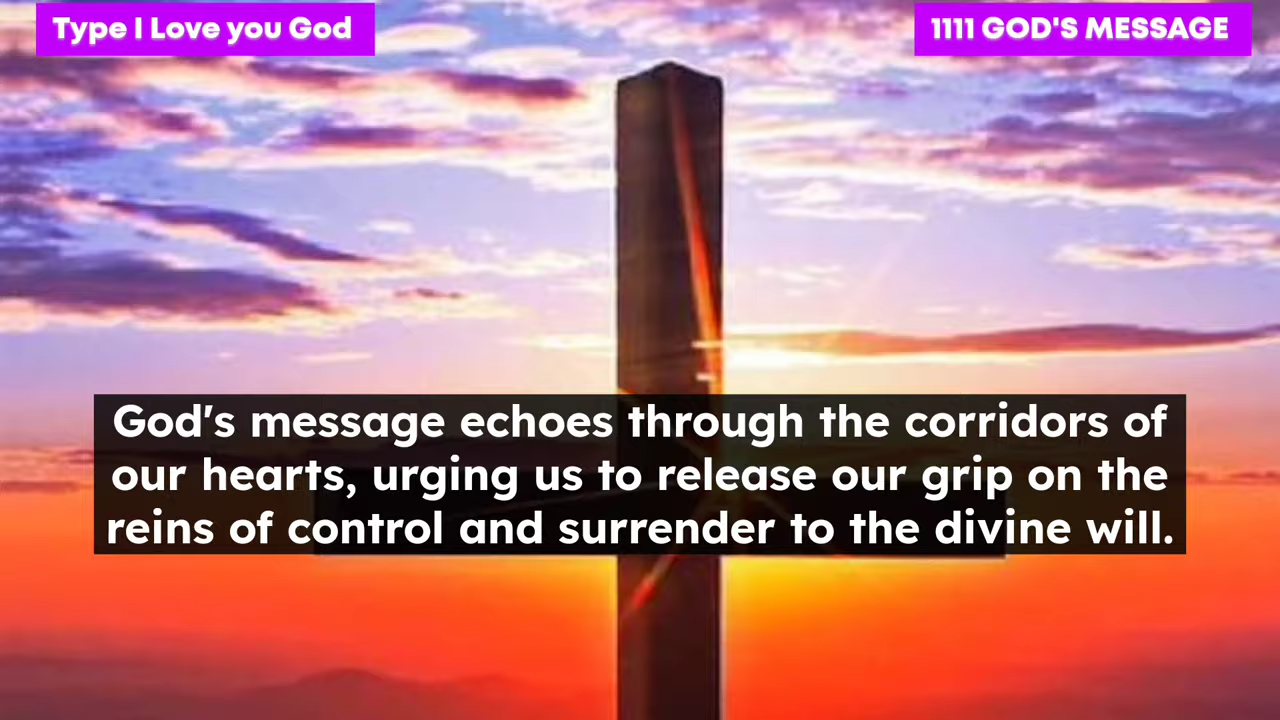 Type I Love you God
1111 GOD'S MESSAGE
God's message echoes through the corridors of
our hearts, urging us to release our grip on the
reins of control and surrender to the divine will.